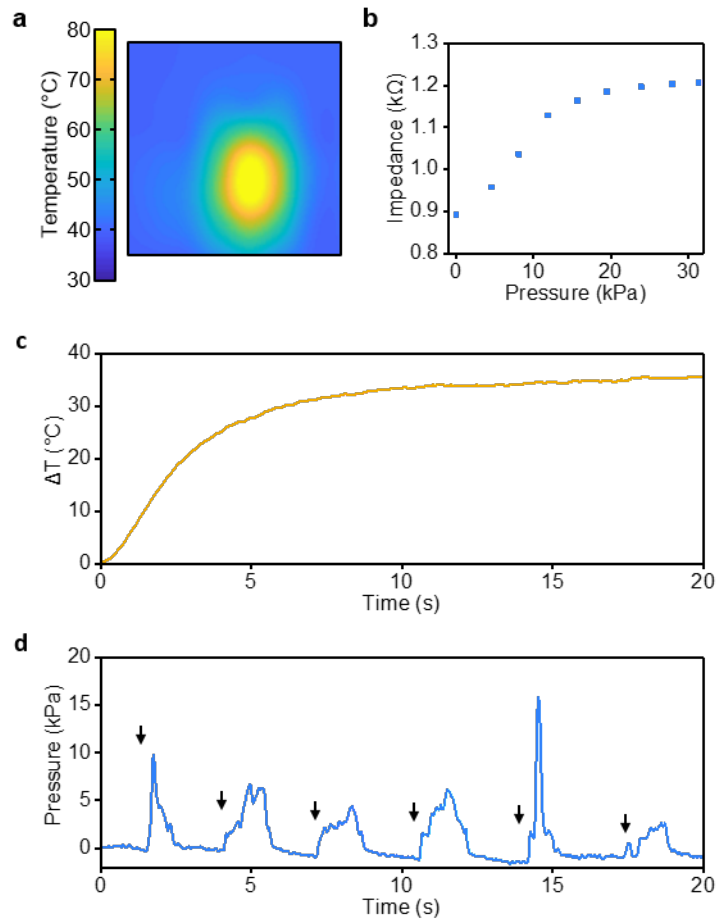 a
80
70
60
50
40
30
Temperature (°C)
b
1.3
1.2
1.1
1.0
0.9
0.8
Impedance (kΩ)
0 10 20 30
Pressure (kPa)
c
40
30
20
10
0
ΔT (°C)
0 5 10 15 20
Time (s)
d
20
15
10
5
0
Pressure (kPa)
0 5 10 15 20
Time (s)